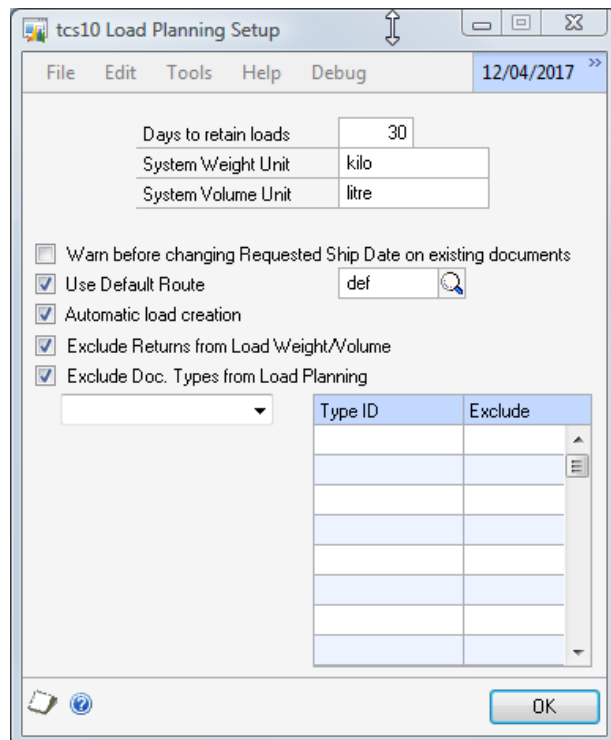 tcs10 Load Planning Setup
File Edit Tools Help Debug 12/04/2017 »
Days to retain loads 30
System Weight Unit kilo
System Volume Unit litre
Warn before changing Requested Ship Date on existing documents
Use Default Route def
Automatic load creation
Exclude Returns from Load Weight/Volume
Exclude Doc. Types from Load Planning
Type ID Exclude
OK